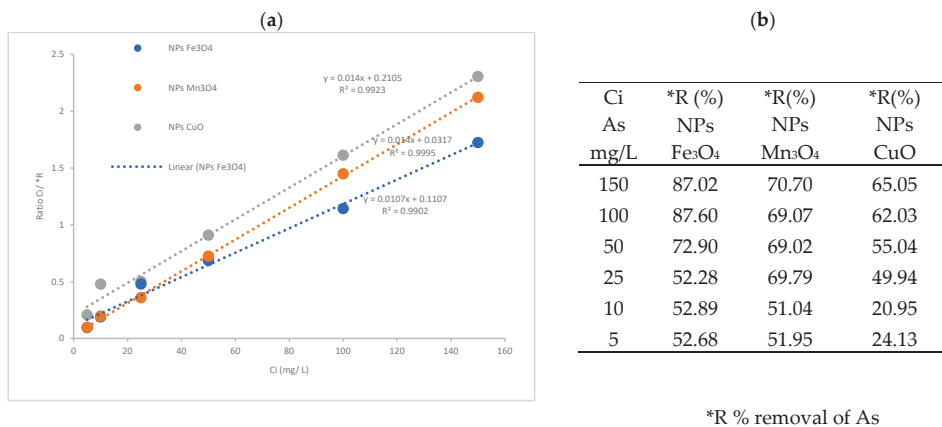 (a)
NPs Fe3O4
NPs Mn3O4
NPs CuO
Linear (NPs Fe3O4)
y = 0.014x + 0.2105
R² = 0.9923
y = 0.014x + 0.0317
R² = 0.9995
y = 0.0107x + 0.1107
R² = 0.9902
Ratio Ci/ *R
2.5
2
1.5
1
0.5
0
0 20 40 60 80 100 120 140 160
Ci (mg/ L)
(b)
Ci *R (%) *R(%) *R(%)
As NPs NPs NPs
mg/L Fe₃O₄ Mn₃O₄ CuO
150 87.02 70.70 65.05
100 87.60 69.07 62.03
50 72.90 69.02 55.04
25 52.28 69.79 49.94
10 52.89 51.04 20.95
5 52.68 51.95 24.13
*R % removal of As